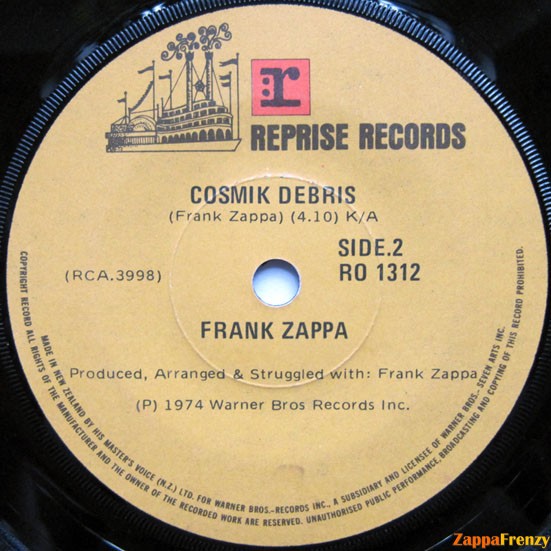 r
REPRISE RECORDS
COSMIK DEBRIS
(Frank Zappa) (4.10) K/A
SIDE.2
(RCA.3998)
RO 1312
FRANK ZAPPA
Produced, Arranged & Struggled with: Frank Zappa
(P) 1974 Warner Bros Records Inc.
COPYRIGHT RECORD ALL RIGHTS OF THE MANUFACTURER AND THE OWNER OF THE RECORDED WORK ARE RESERVED. UNAUTHORISED PUBLIC PERFORMANCE, BROADCASTING AND COPYING OF THIS RECORD PROHIBITED.
MADE IN NEW ZEALAND BY HIS MASTER'S VOICE (N.Z.) LTD. FOR WARNER BROS.-RECORDS INC., A SUBSIDIARY AND LICENSEE OF WARNER BROS.- SEVEN ARTS INC.
ZappaFrenzy